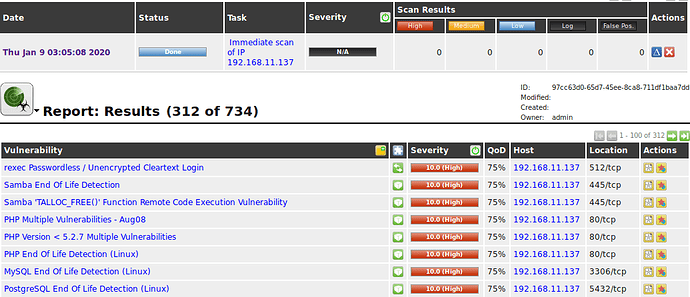 Scan Results
Date Status Task Severity High Medium Low Log False Pos. Actions
Thu Jan 9 03:05:08 2020 Done Immediate scan of IP 192.168.11.137 N/A 0 0 0 0 0
ID: 97cc63d0-65d7-45ee-8ca8-711df1baa7dd
Modified:
Created:
Owner: admin
Report: Results (312 of 734)
1 - 100 of 312
Vulnerability Severity QoD Host Location Actions
rexec Passwordless / Unencrypted Cleartext Login 10.0 (High) 75% 192.168.11.137 512/tcp
Samba End Of Life Detection 10.0 (High) 75% 192.168.11.137 445/tcp
Samba 'TALLOC_FREE()' Function Remote Code Execution Vulnerability 10.0 (High) 75% 192.168.11.137 445/tcp
PHP Multiple Vulnerabilities - Aug08 10.0 (High) 75% 192.168.11.137 80/tcp
PHP Version < 5.2.7 Multiple Vulnerabilities 10.0 (High) 75% 192.168.11.137 80/tcp
PHP End Of Life Detection (Linux) 10.0 (High) 75% 192.168.11.137 80/tcp
MySQL End Of Life Detection (Linux) 10.0 (High) 75% 192.168.11.137 3306/tcp
PostgreSQL End Of Life Detection (Linux) 10.0 (High) 75% 192.168.11.137 5432/tcp